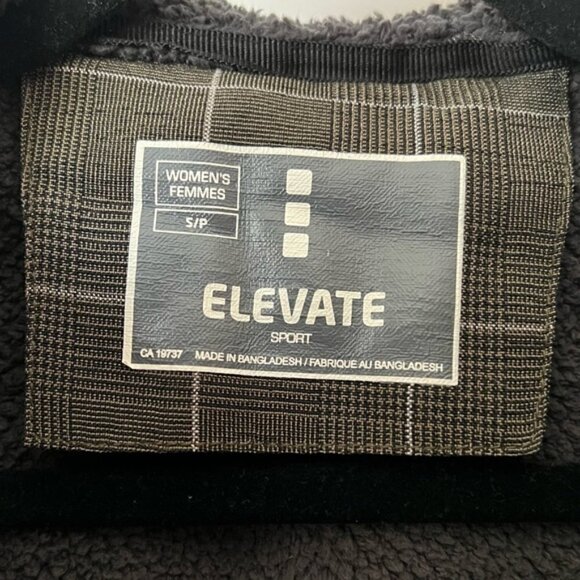 WOMEN'S
FEMMES
S/P
ELEVATE
SPORT
CA 19737 MADE IN BANGLADESH / FABRIQUE AU BANGLADESH